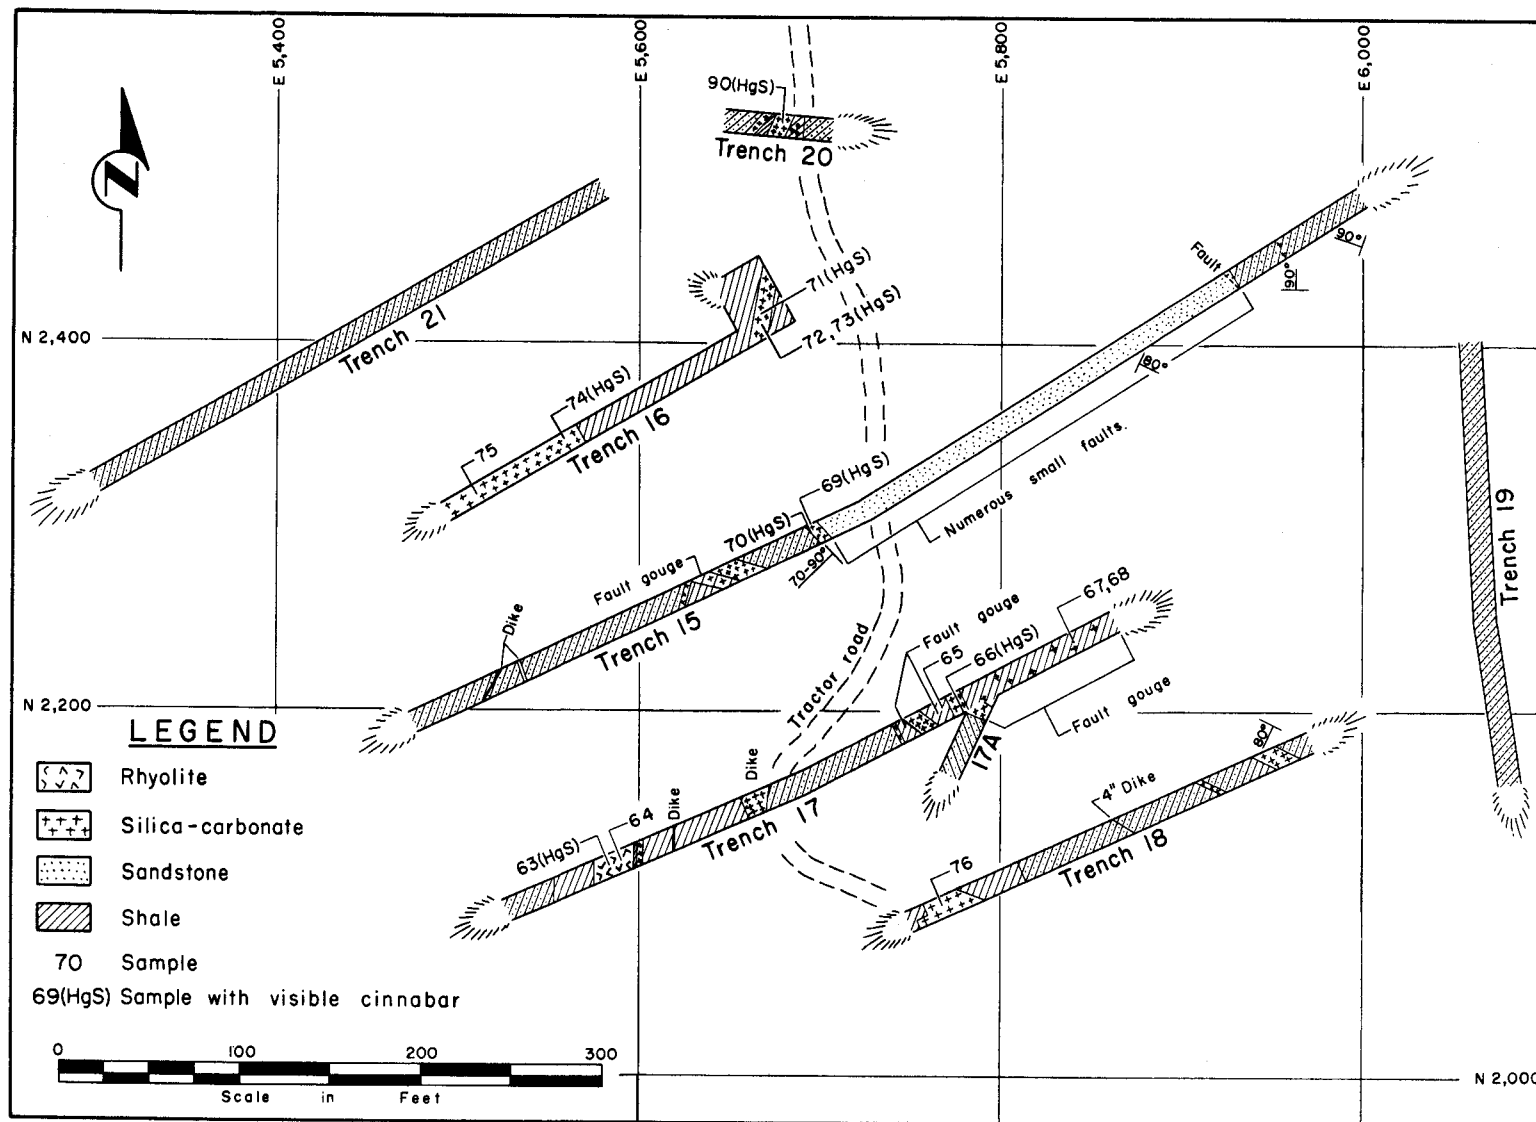 E 5,400
E 5,600
E 5,800
E 6,000
90(HgS)
Trench 20
N
Fault
90°
90°
71(HgS)
72, 73(HgS)
N 2,400
Trench 21
80°
74(HgS)
Trench 16
75
69(HgS)
Numerous small faults.
70(HgS)
70-90°
Fault gouge
Trench 19
Dike
Trench 15
67,68
Fault gouge
66(HgS)
65
Tractor road
Fault gouge
N 2,200
17A
80°
Dike
4" Dike
Dike
64
Trench 17
63(HgS)
Trench 18
76
LEGEND
Rhyolite
Silica-carbonate
Sandstone
Shale
70 Sample
69(HgS) Sample with visible cinnabar
0 100 200 300
Scale in Feet
N 2,000